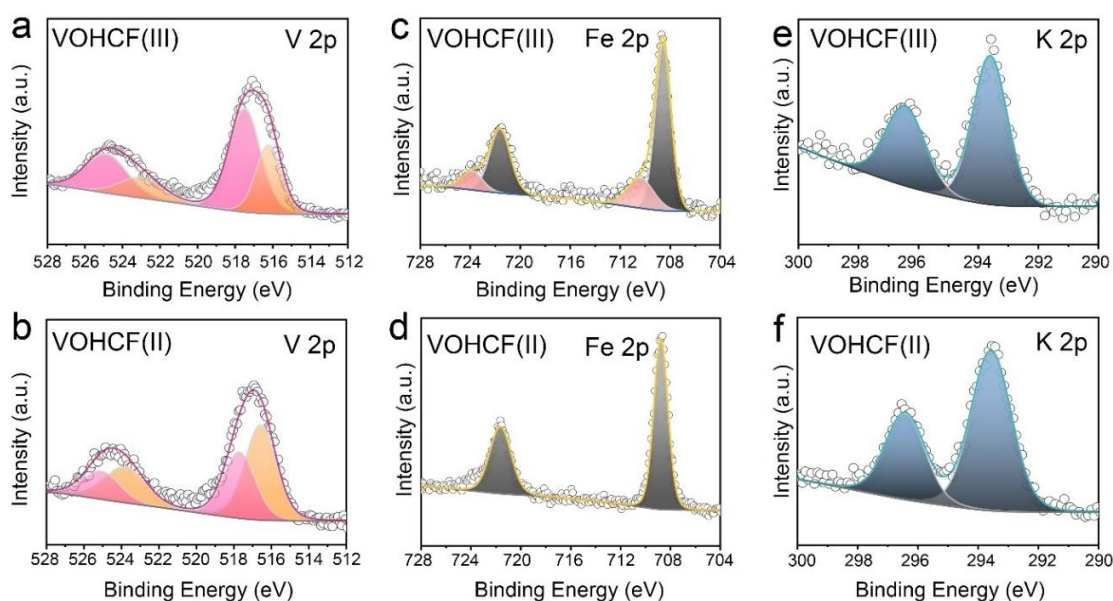 a
VOHCF(III)
V 2p
Intensity (a.u.)
528 526 524 522 520 518 516 514 512
Binding Energy (eV)
c
VOHCF(III)
Fe 2p
Intensity (a.u.)
728 724 720 716 712 708 704
Binding Energy (eV)
e
VOHCF(III)
K 2p
Intensity (a.u.)
300 298 296 294 292 290
Binding Energy (eV)
b
VOHCF(II)
V 2p
Intensity (a.u.)
528 526 524 522 520 518 516 514 512
Binding Energy (eV)
d
VOHCF(II)
Fe 2p
Intensity (a.u.)
728 724 720 716 712 708 704
Binding Energy (eV)
f
VOHCF(II)
K 2p
Intensity (a.u.)
300 298 296 294 292 290
Binding Energy (eV)